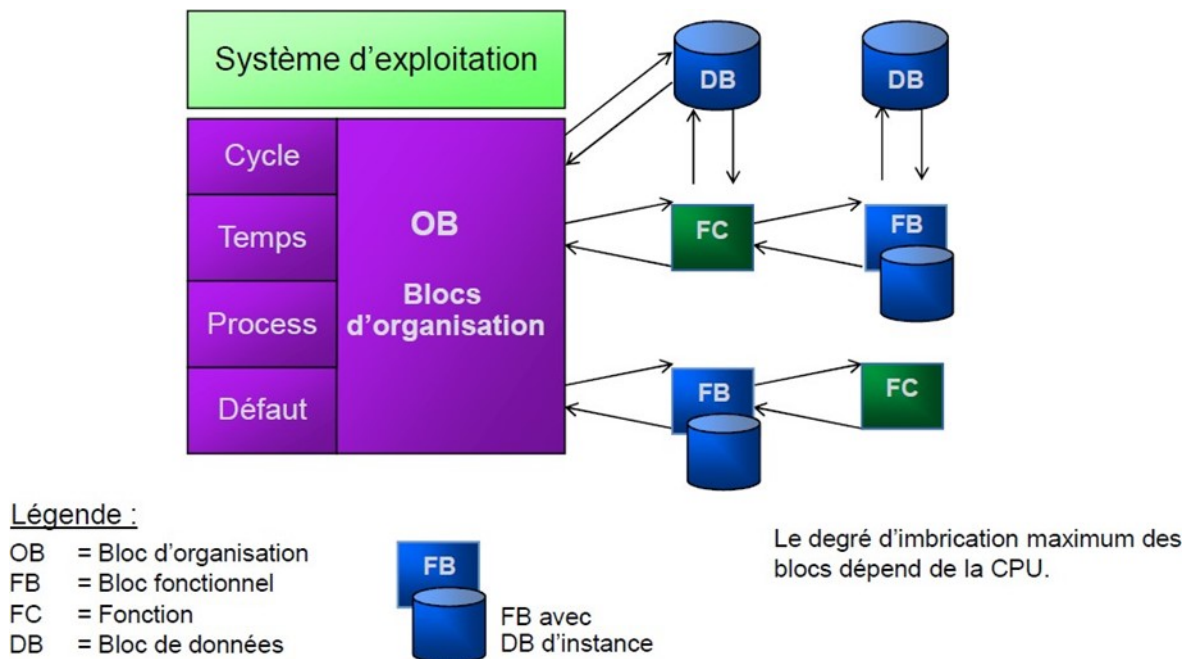 Système d'exploitation
DB
DB
Cycle
Temps
Process
Défaut
OB
Blocs
d'organisation
FC
FB
FB
FC
Légende :
OB = Bloc d'organisation
FB = Bloc fonctionnel
FC = Fonction
DB = Bloc de données
FB
FB avec
DB d'instance
Le degré d'imbrication maximum des
blocs dépend de la CPU.